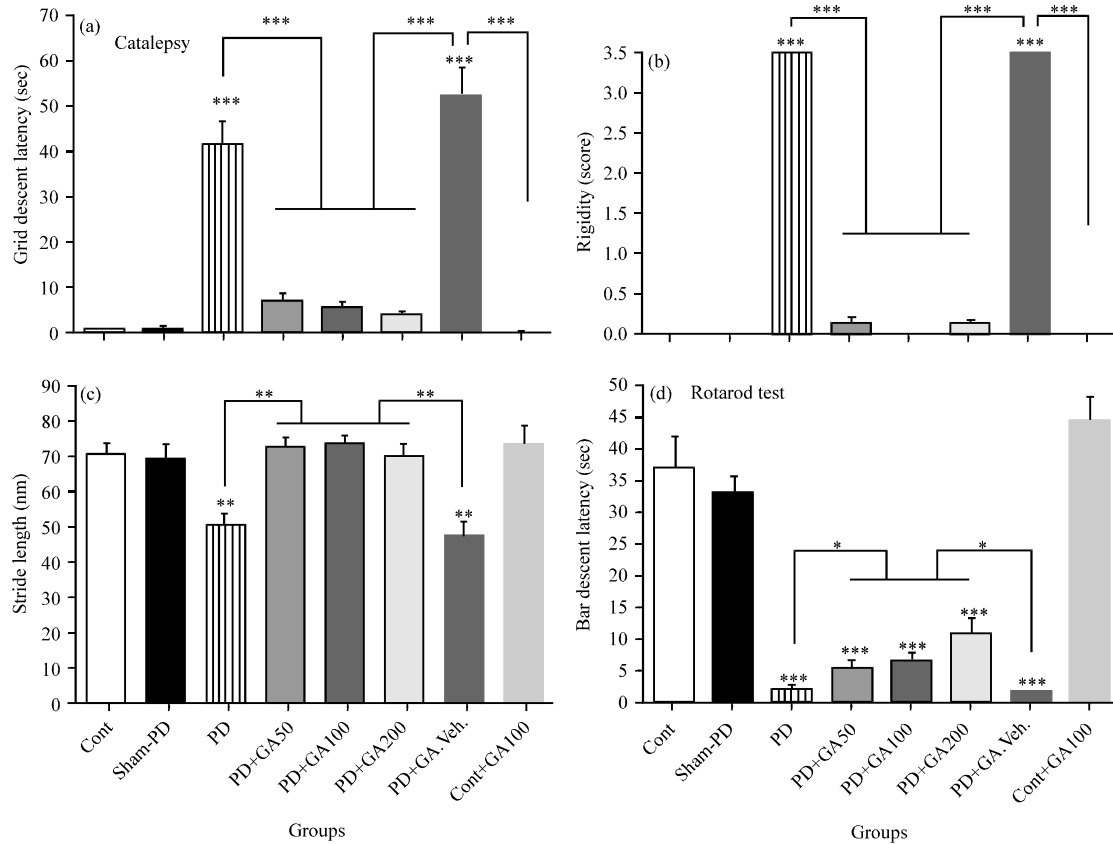 (a)
Catalepsy
Grid descent latency (sec)
70
60
50
40
30
20
10
0
***
***
***
***
***
(b)
Rigidity (score)
3.5
3.0
2.5
2.0
1.5
1.0
0.5
0.0
***
***
***
***
***
(c)
Stride length (nm)
90
80
70
60
50
40
30
20
10
0
**
**
**
**
Cont
Sham-PD
PD
PD+GA50
PD+GA100
PD+GA200
PD+GA.Veh.
Cont+GA100
Groups
(d)
Rotarod test
Bar descent latency (sec)
50
45
40
35
30
25
20
15
10
5
0
*
*
***
***
***
***
***
Cont
Sham-PD
PD
PD+GA50
PD+GA100
PD+GA200
PD+GA.Veh.
Cont+GA100
Groups